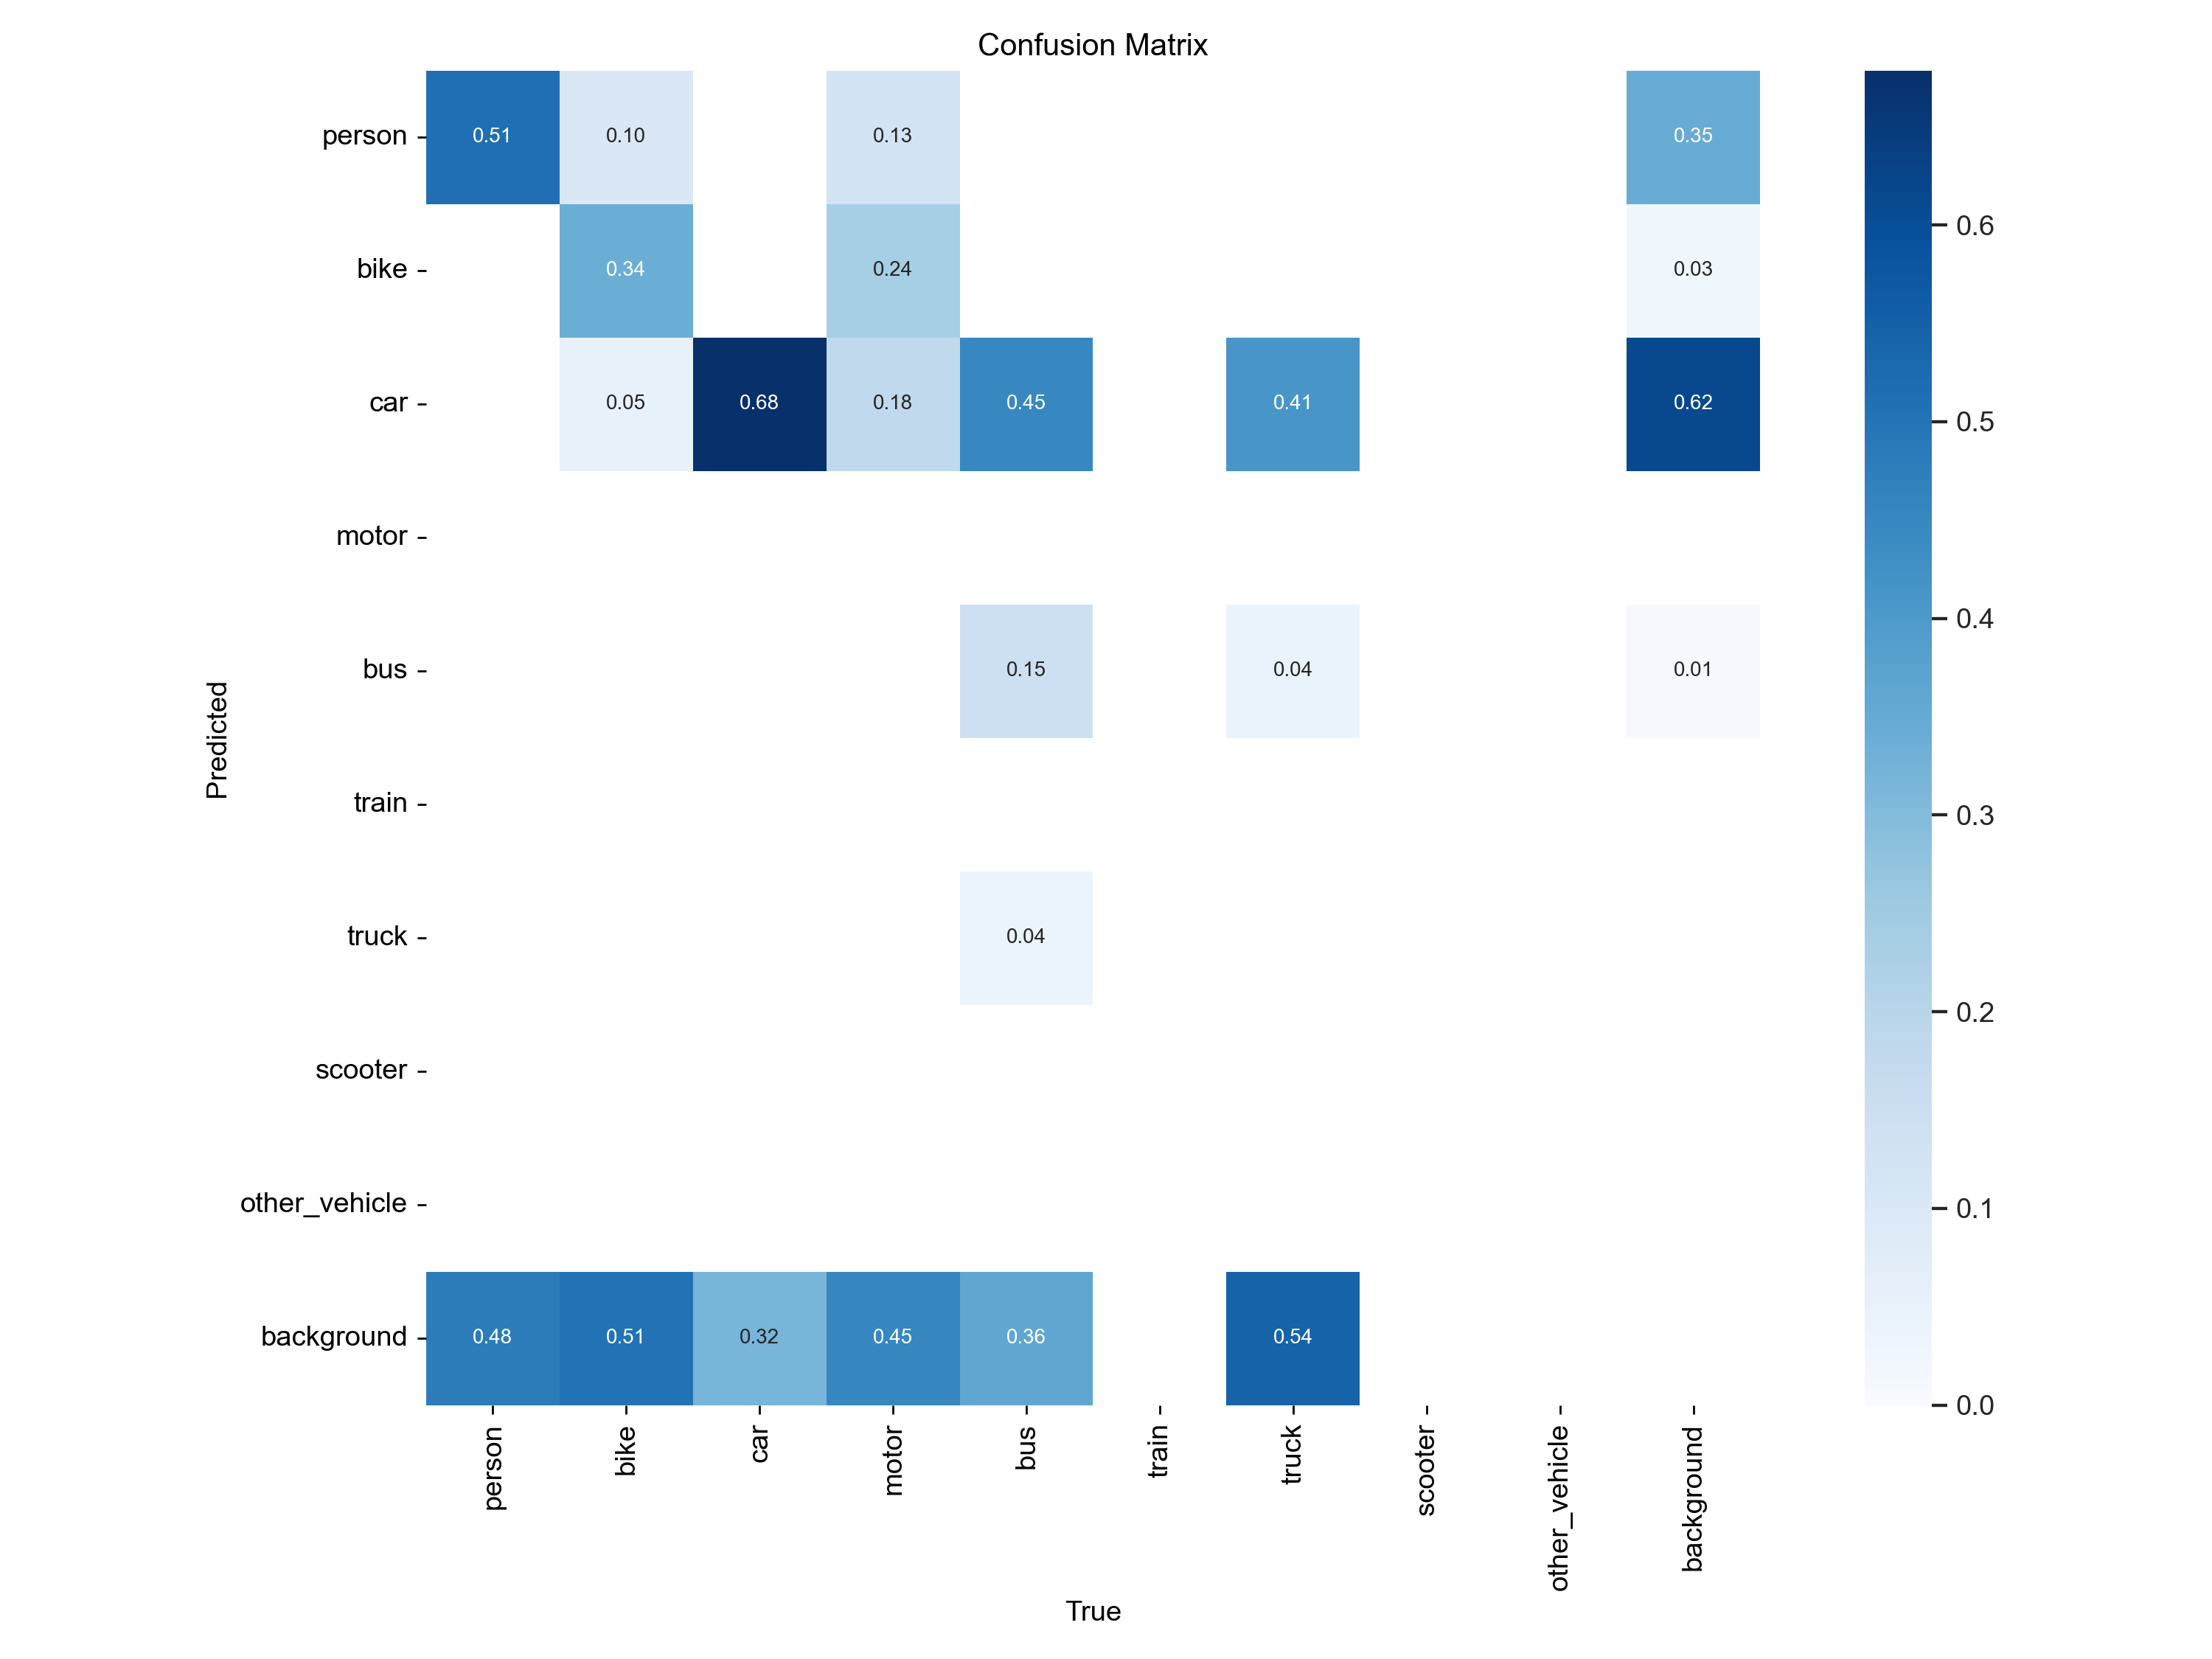 Confusion Matrix
person 0.51 0.10 0.13 0.35
bike 0.34 0.24 0.03
car 0.05 0.68 0.18 0.45 0.41 0.62
motor
bus 0.15 0.04 0.01
train
truck 0.04
scooter
other_vehicle
background 0.48 0.51 0.32 0.45 0.36 0.54
Predicted
person bike car motor bus train truck scooter other_vehicle background
True
0.6
0.5
0.4
0.3
0.2
0.1
0.0